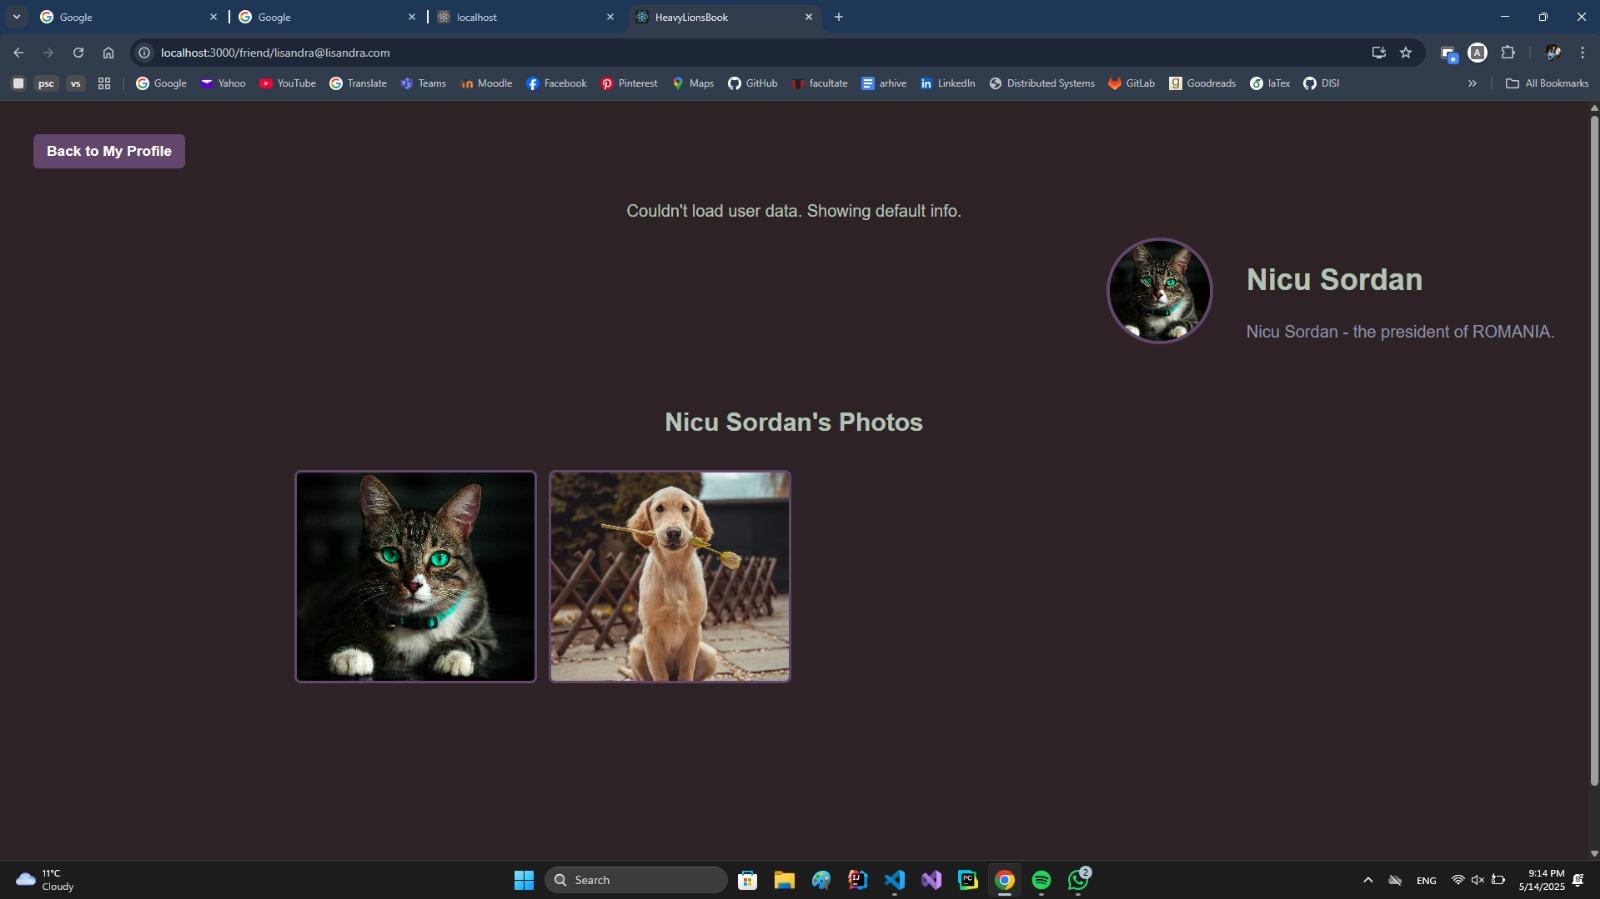 Google
Google
localhost
HeavyLionsBook
localhost:3000/friend/lisandra@lisandra.com
A
psc
vs
Google
Yahoo
YouTube
Translate
Teams
Moodle
Facebook
Pinterest
Maps
GitHub
facultate
arhive
LinkedIn
Distributed Systems
GitLab
Goodreads
laTex
DISI
All Bookmarks
Back to My Profile
Couldn't load user data. Showing default info.
Nicu Sordan
Nicu Sordan - the president of ROMANIA.
Nicu Sordan's Photos
11°C
Cloudy
Search
2
ENG
9:14 PM
5/14/2025